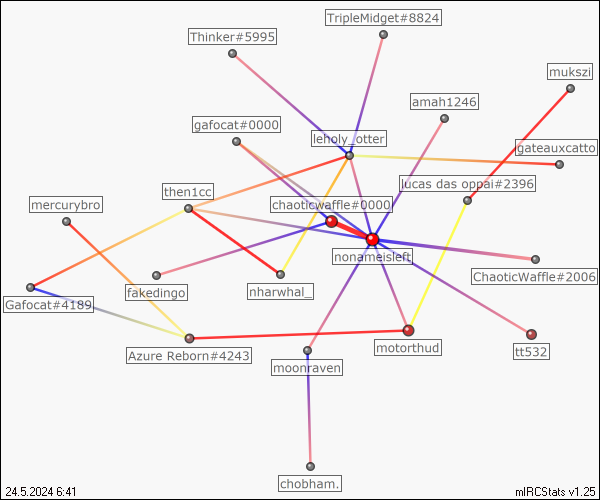 TripleMidget#8824
Thinker#5995
mukszi
amah1246
gafocat#0000
leholy_otter
gateauxcatto
lucas das oppai#2396
then1cc
mercurybro
chaoticwaffle#0000
nonameisleft
ChaoticWaffle#2006
fakedingo
nharwhal_
Gafocat#4189
motorthud
tt532
Azure Reborn#4243
moonraven
chobham.
24.5.2024 6:41
mIRCStats v1.25